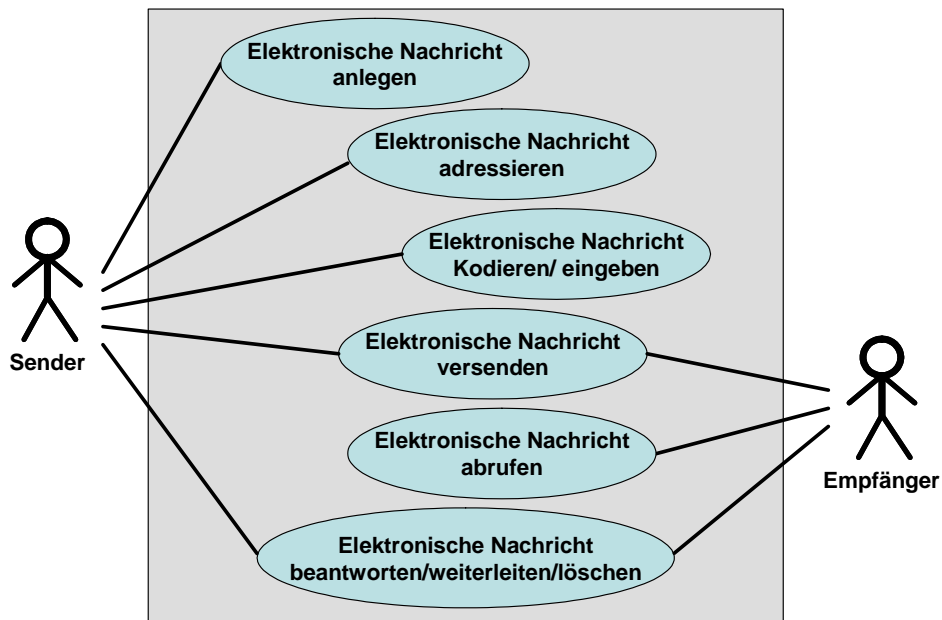 Elektronische Nachricht
anlegen
Elektronische Nachricht
adressieren
Elektronische Nachricht
Kodieren/ eingeben
Elektronische Nachricht
versenden
Sender
Elektronische Nachricht
abrufen
Empfänger
Elektronische Nachricht
beantworten/weiterleiten/löschen